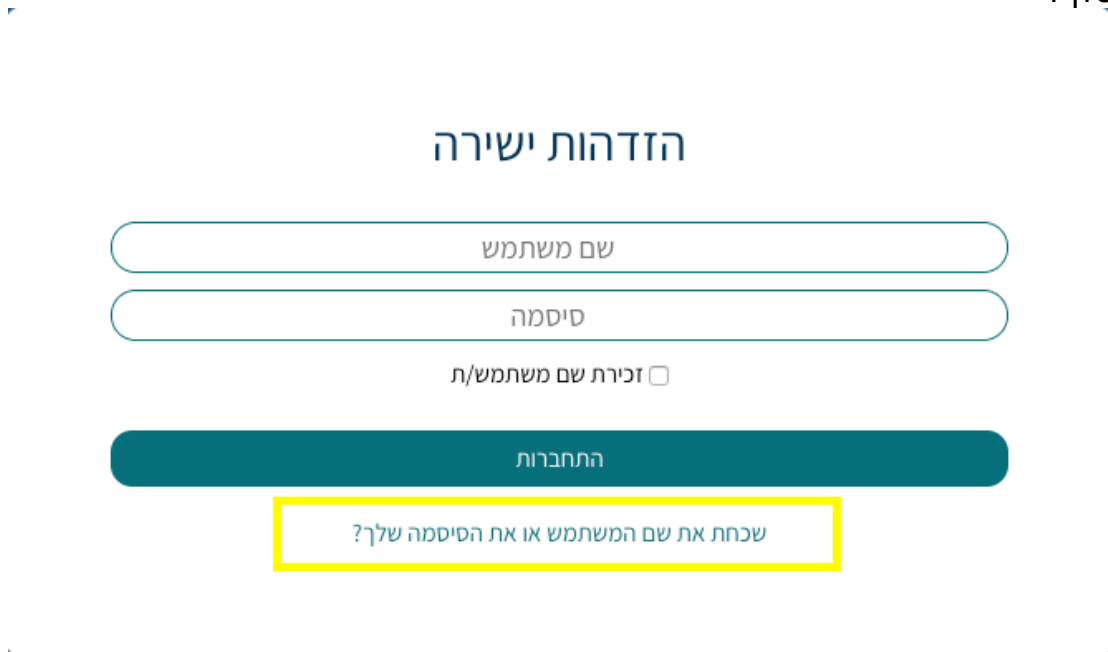 הזדהות ישירה
שם משתמש
סיסמה
זכירת שם משתמש/ת
התחברות
שכחת את שם המשתמש או את הסיסמה שלך?